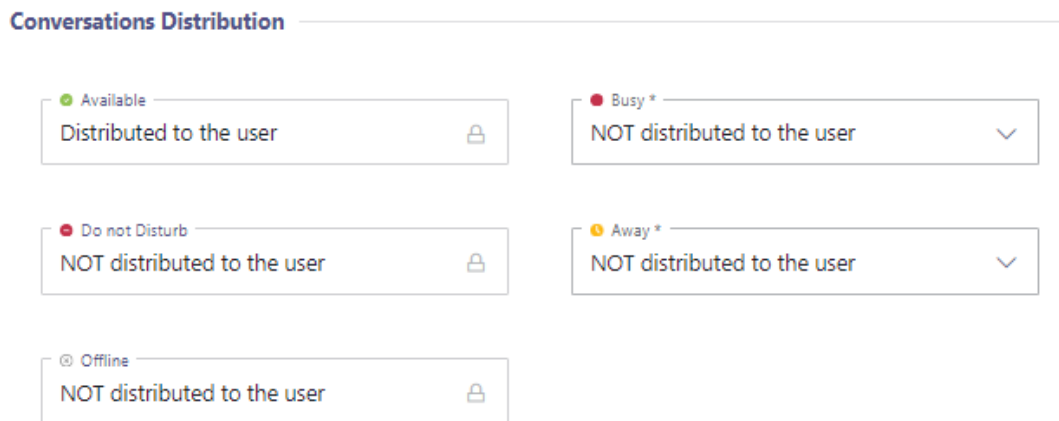 Conversations Distribution
Available
Distributed to the user
Busy *
NOT distributed to the user
Do not Disturb
NOT distributed to the user
Away *
NOT distributed to the user
Offline
NOT distributed to the user